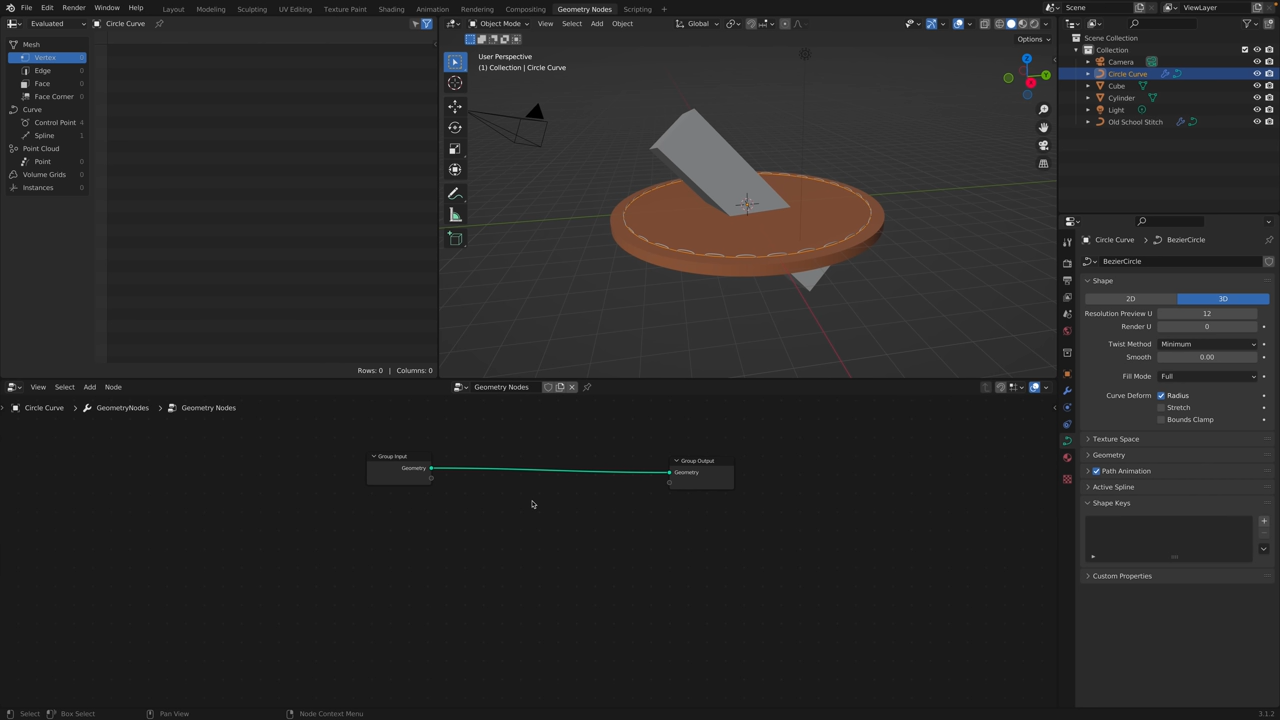 File Edit Render Window Help Layout Modeling Sculpting UV Editing Texture Paint Shading Animation Rendering Compositing Geometry Nodes Scripting + Scene ViewLayer
Evaluated Circle Curve
Object Mode View Select Add Object Global
Options
Mesh
Vertex 0
Edge 0
Face 0
Face Corner 0
Curve
Control Point 4
Spline 1
Point Cloud
Point 0
Volume Grids 0
Instances 0
Rows: 0 | Columns: 0
User Perspective
(1) Collection | Circle Curve
Z
Y
X
Scene Collection
Collection
Camera
Circle Curve
Cube
Cylinder
Light
Old School Stitch
Circle Curve > BezierCircle
BezierCircle
Shape
2D 3D
Resolution Preview U 12
Render U 0
Twist Method Minimum
Smooth 0.00
Fill Mode Full
Curve Deform Radius
Stretch
Bounds Clamp
Texture Space
Geometry
Path Animation
Active Spline
Shape Keys
Custom Properties
View Select Add Node Geometry Nodes
Circle Curve > GeometryNodes > Geometry Nodes
Group Input
Geometry
Group Output
Geometry
Select Box Select Pan View Node Context Menu 3.1.2